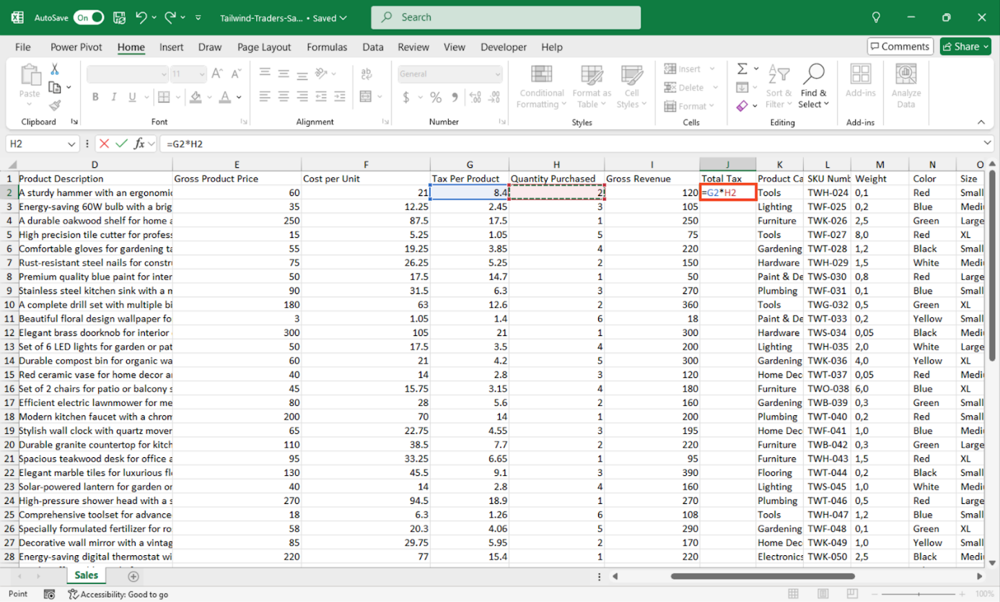 AutoSave On Tailwind-Traders-Sa... • Saved Search
File Power Pivot Home Insert Draw Page Layout Formulas Data Review View Developer Help Comments Share
Paste
Clipboard
11
B I U A
Font
ab
Alignment
General
$ % 9
Number
Conditional Formatting
Format as Table
Cell Styles
Styles
Insert
Delete
Format
Cells
Σ
Sort & Filter
Find & Select
Editing
Add-ins
Add-ins
Analyze Data
H2 fx =G2*H2
D E F G H I J K L M N O
1 Product Description Gross Product Price Cost per Unit Tax Per Product Quantity Purchased Gross Revenue Total Tax Product Ca SKU Numb Weight Color Size
2 A sturdy hammer with an ergonomic 60 21 8.4 2 120 =G2*H2 Tools TWH-024 0,1 Red Small
3 Energy-saving 60W bulb with a brig 35 12.25 2.45 3 105 Lighting TWF-025 0,2 Blue Medi
4 A durable oakwood shelf for home a 250 87.5 17.5 1 250 Furniture TWK-026 2,5 Green Large
5 High precision tile cutter for profes 15 5.25 1.05 5 75 Tools TWF-027 8,0 Red XL
6 Comfortable gloves for gardening ta 55 19.25 3.85 4 220 Gardening TWT-028 1,2 Black Small
7 Rust-resistant steel nails for constr 75 26.25 5.25 2 150 Hardware TWH-029 1,5 White Medi
8 Premium quality blue paint for inter 50 17.5 14.7 1 50 Paint & De TWS-030 0,8 Red Large
9 Stainless steel kitchen sink with a m 90 31.5 6.3 3 270 Plumbing TWF-031 0,1 Blue Small
10 A complete drill set with multiple bi 180 63 12.6 2 360 Tools TWG-032 0,5 Green XL
11 Beautiful floral design wallpaper fo 3 1.05 1.4 6 18 Paint & De TWT-033 0,2 Yellow Small
12 Elegant brass doorknob for interior 300 105 21 1 300 Hardware TWS-034 0,05 Black Medi
13 Set of 6 LED lights for garden or pat 50 17.5 3.5 4 200 Lighting TWH-035 2,0 White Large
14 Durable compost bin for organic wa 60 21 4.2 5 300 Gardening TWK-036 4,0 Yellow XL
15 Red ceramic vase for home decor a 40 14 2.8 3 120 Home Dec TWT-037 0,05 Red Medi
16 Set of 2 chairs for patio or balcony s 45 15.75 3.15 4 180 Furniture TWO-038 6,0 Blue XL
17 Efficient electric lawnmower for me 80 28 5.6 2 160 Gardening TWB-039 0,3 Green Small
18 Modern kitchen faucet with a chrom 200 70 14 1 200 Plumbing TWT-040 0,2 Red Small
19 Stylish wall clock with quartz mover 65 22.75 4.55 3 195 Home Dec TWF-041 1,0 Blue Medi
20 Durable granite countertop for kitch 110 38.5 7.7 2 220 Furniture TWB-042 0,3 Green Large
21 Spacious teakwood desk for office a 95 33.25 6.65 1 95 Furniture TWH-043 1,5 Red XL
22 Elegant marble tiles for luxurious fl 130 45.5 9.1 3 390 Flooring TWT-044 0,2 Black Small
23 Solar-powered lantern for garden or 40 14 2.8 4 160 Lighting TWS-045 1,0 White Medi
24 High-pressure shower head with a s 270 94.5 18.9 1 270 Plumbing TWT-046 0,5 Red Large
25 Comprehensive toolset for advance 18 6.3 1.26 6 108 Tools TWH-047 1,2 Blue Small
26 Specially formulated fertilizer for ro 58 20.3 4.06 5 290 Gardening TWF-048 0,1 Green XL
27 Decorative wall mirror with a vintag 85 29.75 5.95 2 170 Home Dec TWK-049 1,0 Yellow Small
28 Energy-saving digital thermostat wi 220 77 15.4 1 220 Electronics TWK-050 2,5 Black Medi
Sales
Point Accessibility: Good to go 100%